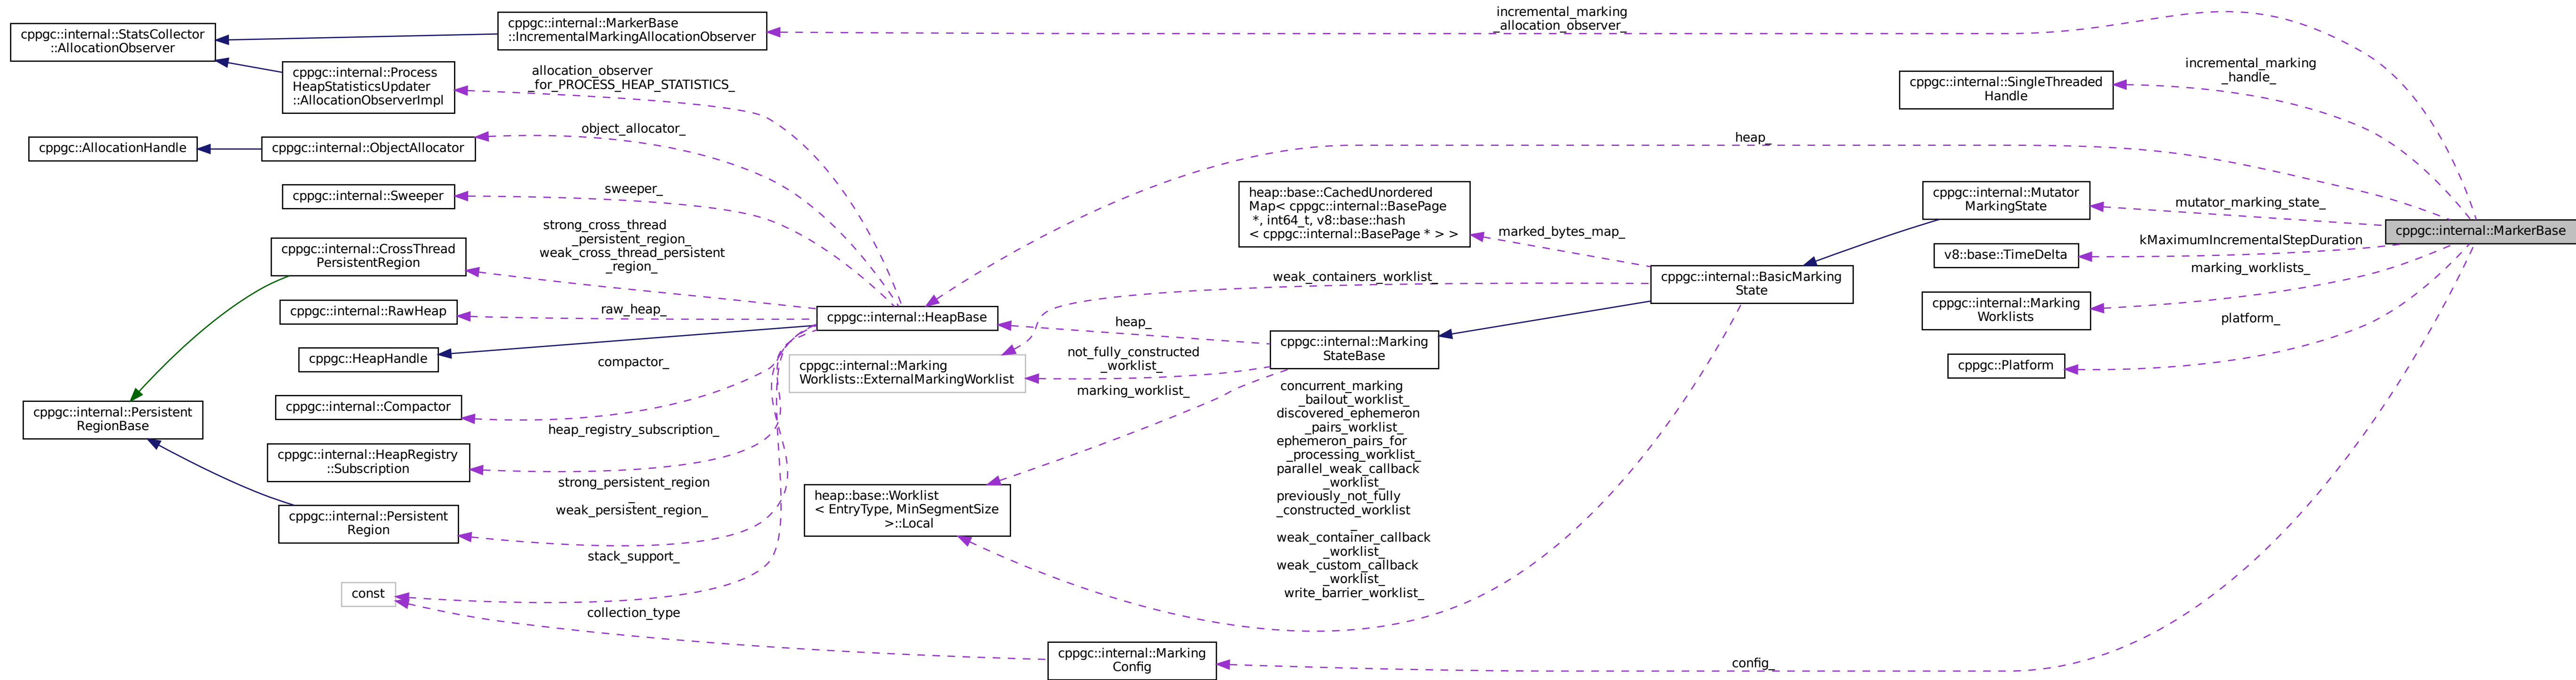 cppgc::internal::StatsCollector
::AllocationObserver
cppgc::internal::MarkerBase
::IncrementalMarkingAllocationObserver
incremental_marking
_allocation_observer_
cppgc::internal::Process
HeapStatisticsUpdater
::AllocationObserverImpl
allocation_observer
_for_PROCESS_HEAP_STATISTICS_
cppgc::internal::SingleThreaded
Handle
incremental_marking
_handle_
cppgc::AllocationHandle
cppgc::internal::ObjectAllocator
object_allocator_
heap_
cppgc::internal::Sweeper
sweeper_
heap::base::CachedUnordered
Map< cppgc::internal::BasePage
*, int64_t, v8::base::hash
< cppgc::internal::BasePage * > >
marked_bytes_map_
cppgc::internal::Mutator
MarkingState
mutator_marking_state_
cppgc::internal::MarkerBase
cppgc::internal::CrossThread
PersistentRegion
strong_cross_thread
_persistent_region_
weak_cross_thread_persistent
_region_
v8::base::TimeDelta
kMaximumIncrementalStepDuration
cppgc::internal::BasicMarking
State
weak_containers_worklist_
marking_worklists_
cppgc::internal::RawHeap
raw_heap_
cppgc::internal::HeapBase
heap_
cppgc::internal::Marking
Worklists
platform_
cppgc::HeapHandle
compactor_
cppgc::internal::Marking
StateBase
cppgc::internal::Marking
Worklists::ExternalMarkingWorklist
not_fully_constructed
_worklist_
marking_worklist_
cppgc::Platform
cppgc::internal::Persistent
RegionBase
cppgc::internal::Compactor
heap_registry_subscription_
cppgc::internal::HeapRegistry
::Subscription
strong_persistent_region
_
weak_persistent_region_
cppgc::internal::Persistent
Region
heap::base::Worklist
< EntryType, MinSegmentSize
>::Local
concurrent_marking
_bailout_worklist_
discovered_ephemeron
_pairs_worklist_
ephemeron_pairs_for
_processing_worklist_
parallel_weak_callback
_worklist_
previously_not_fully
_constructed_worklist
_
weak_container_callback
_worklist_
weak_custom_callback
_worklist_
write_barrier_worklist_
stack_support_
const
collection_type
cppgc::internal::Marking
Config
config_